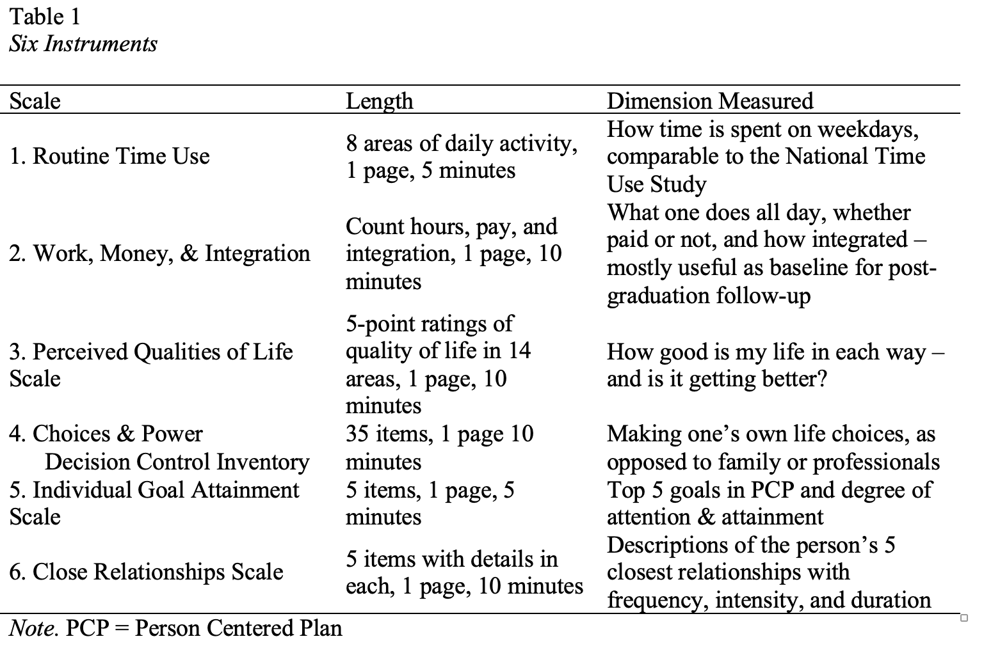 Table 1
Six Instruments
Scale Length Dimension Measured
1. Routine Time Use
8 areas of daily activity,
1 page, 5 minutes
How time is spent on weekdays,
comparable to the National Time
Use Study
2. Work, Money, & Integration
Count hours, pay, and
integration, 1 page, 10
minutes
What one does all day, whether
paid or not, and how integrated –
mostly useful as baseline for post-
graduation follow-up
3. Perceived Qualities of Life
Scale
5-point ratings of
quality of life in 14
areas, 1 page, 10
minutes
How good is my life in each way –
and is it getting better?
4. Choices & Power
Decision Control Inventory
35 items, 1 page 10
minutes
Making one’s own life choices, as
opposed to family or professionals
5. Individual Goal Attainment
Scale
5 items, 1 page, 5
minutes
Top 5 goals in PCP and degree of
attention & attainment
6. Close Relationships Scale
5 items with details in
each, 1 page, 10 minutes
Descriptions of the person’s 5
closest relationships with
frequency, intensity, and duration
Note. PCP = Person Centered Plan